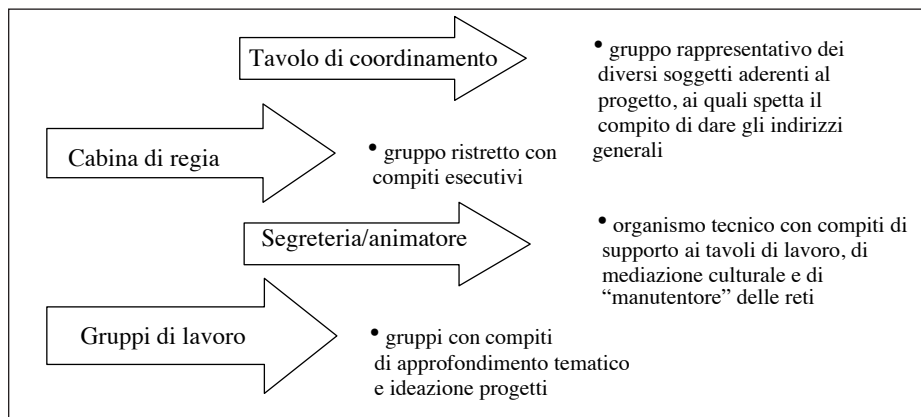 Tavolo di coordinamento
• gruppo rappresentativo dei
diversi soggetti aderenti al
progetto, ai quali spetta il
compito di dare gli indirizzi
generali
Cabina di regia
• gruppo ristretto con
compiti esecutivi
Segreteria/animatore
• organismo tecnico con compiti di
supporto ai tavoli di lavoro, di
mediazione culturale e di
“manutentore” delle reti
Gruppi di lavoro
• gruppi con compiti
di approfondimento tematico
e ideazione progetti